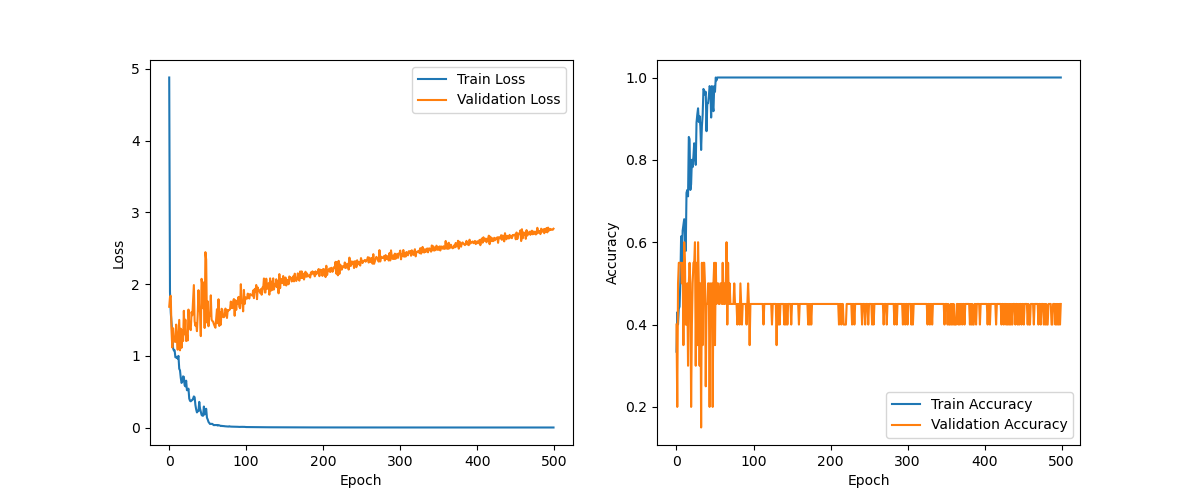 5
4
3
2
1
0
Loss
0 100 200 300 400 500
Epoch
Train Loss
Validation Loss
1.0
0.8
0.6
0.4
0.2
Accuracy
0 100 200 300 400 500
Epoch
Train Accuracy
Validation Accuracy